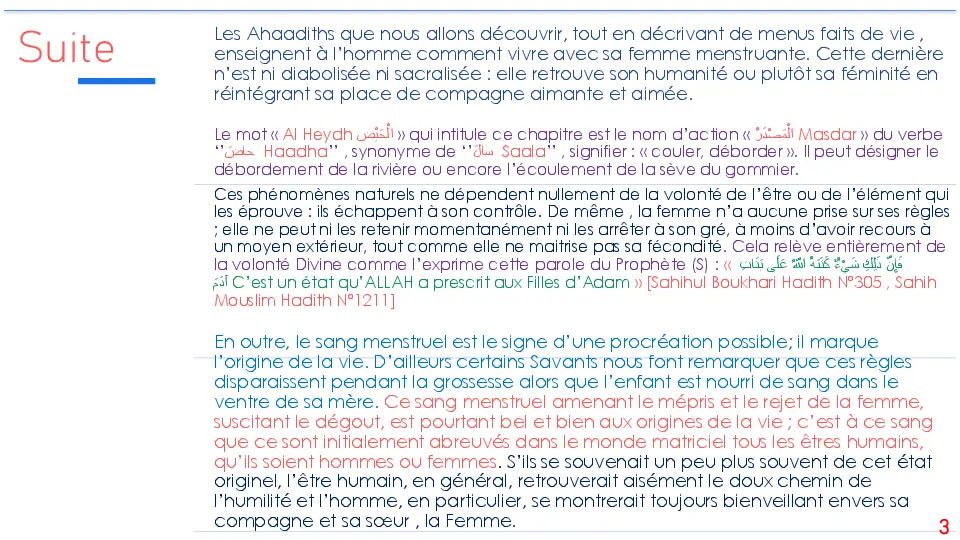 Suite
Les Ahaadiths que nous allons découvrir, tout en décrivant de menus faits de vie ,
enseignent à l’homme comment vivre avec sa femme menstruante. Cette dernière
n’est ni diabolisée ni sacralisée : elle retrouve son humanité ou plutôt sa féminité en
réintégrant sa place de compagne aimante et aimée.
Le mot « Al Heydh الْحَيْضِ » qui intitule ce chapitre est le nom d’action « الْمَصْدَرُ Masdar » du verbe
‘’حاضَ Haadha’’ , synonyme de ‘’سالَ Saala’’ , signifier : « couler, déborder ». Il peut désigner le
débordement de la rivière ou encore l’écoulement de la sève du gommier.
Ces phénomènes naturels ne dépendent nullement de la volonté de l’être ou de l’élément qui
les éprouve : ils échappent à son contrôle. De même , la femme n’a aucune prise sur ses règles
; elle ne peut ni les retenir momentanément ni les arrêter à son gré, à moins d’avoir recours à
un moyen extérieur, tout comme elle ne maitrise pas sa fécondité. Cela relève entièrement de
la volonté Divine comme l’exprime cette parole du Prophète (S) : « فَإِنَّ ذَلِكِ شَيْءٌ كَتَبَهُ اللَّهُ عَلَى بَنَاتِ
آدَمَ C’est un état qu’ALLAH a prescrit aux Filles d’Adam » [Sahihul Boukhari Hadith N°305 , Sahih
Mouslim Hadith N°1211]
En outre, le sang menstruel est le signe d’une procréation possible; il marque
l’origine de la vie. D’ailleurs certains Savants nous font remarquer que ces règles
disparaissent pendant la grossesse alors que l’enfant est nourri de sang dans le
ventre de sa mère. Ce sang menstruel amenant le mépris et le rejet de la femme,
suscitant le dégout, est pourtant bel et bien aux origines de la vie ; c’est à ce sang
que ce sont initialement abreuvés dans le monde matriciel tous les êtres humains,
qu’ils soient hommes ou femmes. S’ils se souvenait un peu plus souvent de cet état
originel, l’être humain, en général, retrouverait aisément le doux chemin de
l’humilité et l’homme, en particulier, se montrerait toujours bienveillant envers sa
compagne et sa sœur , la Femme.
3